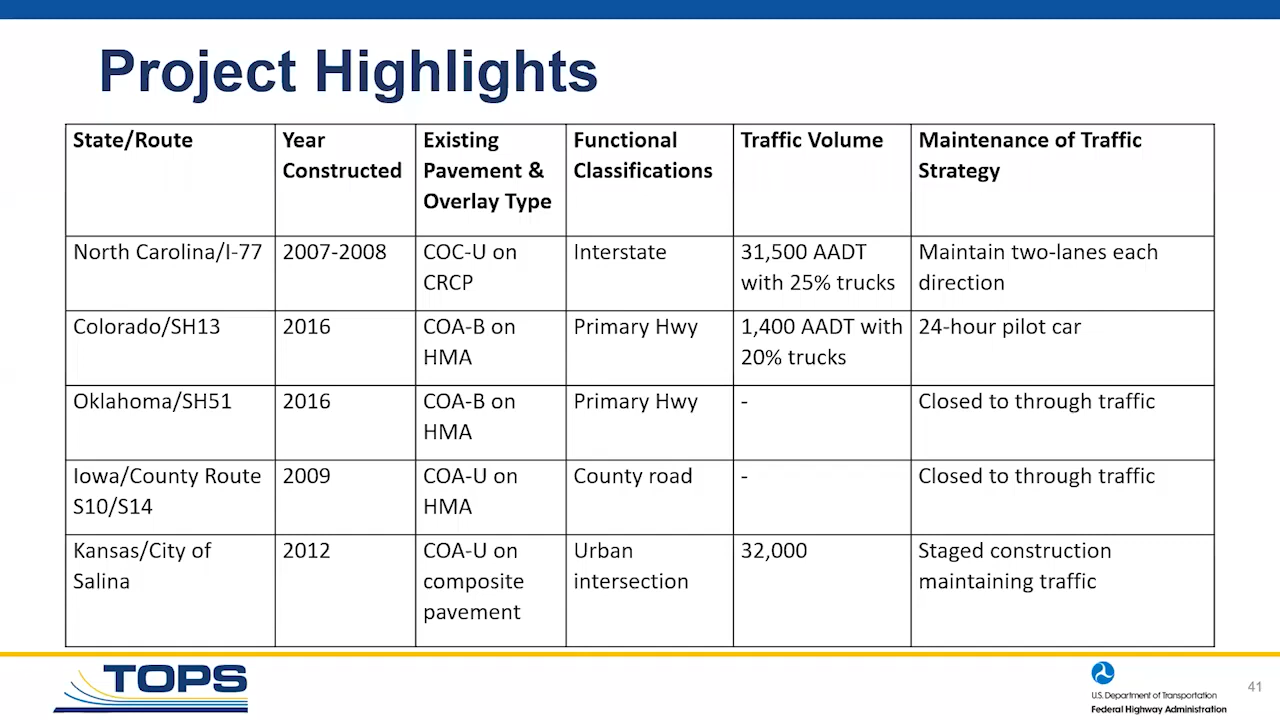 Project Highlights
State/Route
Year
Constructed
Existing
Pavement &
Overlay Type
Functional
Classifications
Traffic Volume
Maintenance of Traffic
Strategy
North Carolina/I-77
2007-2008
COC-U on
CRCP
Interstate
31,500 AADT
with 25% trucks
Maintain two-lanes each
direction
Colorado/SH13
2016
COA-B on
HMA
Primary Hwy
1,400 AADT with
20% trucks
24-hour pilot car
Oklahoma/SH51
2016
COA-B on
HMA
Primary Hwy
-
Closed to through traffic
Iowa/County Route
S10/S14
2009
COA-U on
HMA
County road
-
Closed to through traffic
Kansas/City of
Salina
2012
COA-U on
composite
pavement
Urban
intersection
32,000
Staged construction
maintaining traffic
TOPS
U.S. Department of Transportation
Federal Highway Administration
41